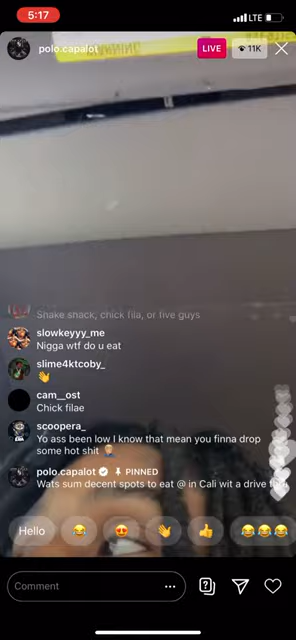 5:17
LTE
polo.capalot
LIVE
11K
Shake snack, chick fila, or five guys
slowkeyyy_me
Nigga wtf do u eat
slime4ktcoby_
👋
cam__ost
Chick filae
scoopera_
Yo ass been low I know that mean you finna drop
some hot shit 🤦🏼‍♂️
polo.capalot PINNED
Wats sum decent spots to eat @ in Cali wit a drive
Hello 😂 😍 👋 👍 😂😂😂
Comment